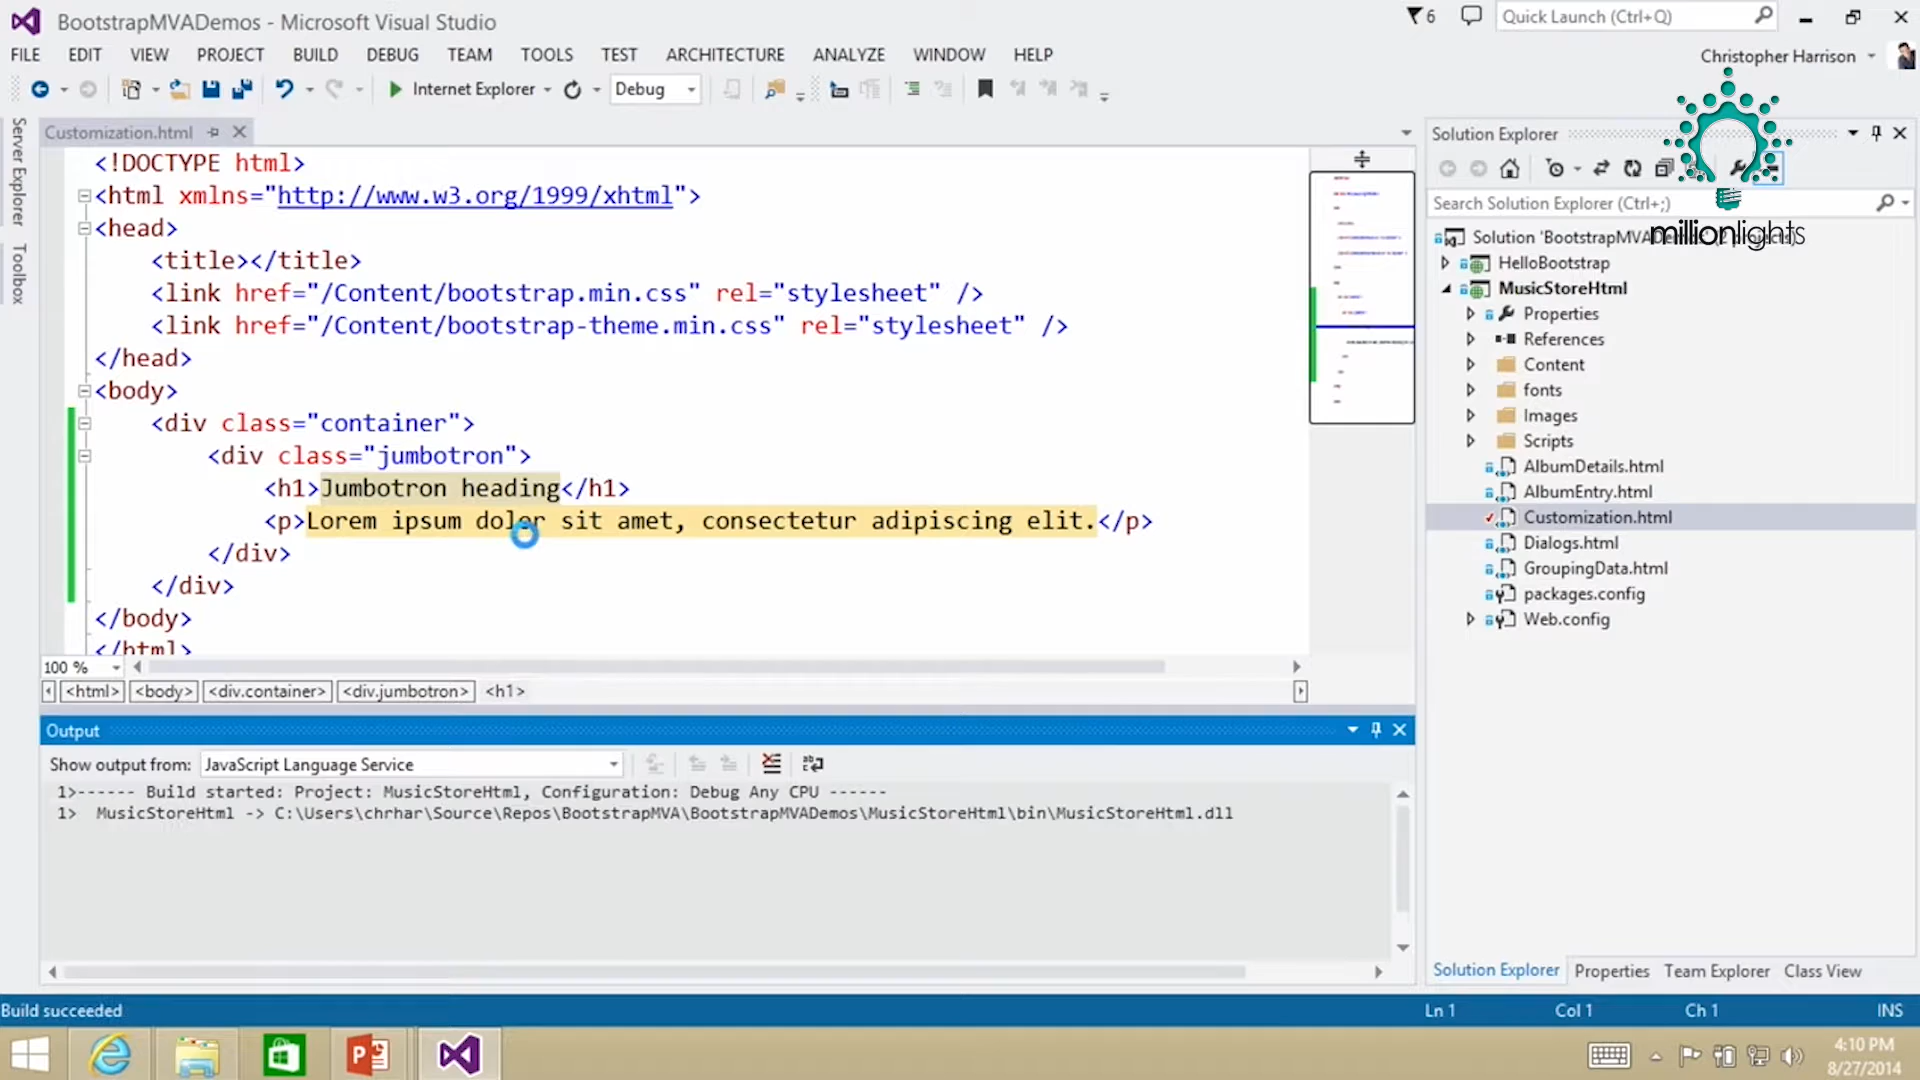 BootstrapMVADemos - Microsoft Visual Studio
6
Quick Launch (Ctrl+Q)
FILE EDIT VIEW PROJECT BUILD DEBUG TEAM TOOLS TEST ARCHITECTURE ANALYZE WINDOW HELP
Christopher Harrison
Internet Explorer
Debug
Server Explorer
Toolbox
Customization.html
<!DOCTYPE html>
<html xmlns="http://www.w3.org/1999/xhtml">
<head>
<title></title>
<link href="/Content/bootstrap.min.css" rel="stylesheet" />
<link href="/Content/bootstrap-theme.min.css" rel="stylesheet" />
</head>
<body>
<div class="container">
<div class="jumbotron">
<h1>Jumbotron heading</h1>
<p>Lorem ipsum dolor sit amet, consectetur adipiscing elit.</p>
</div>
</div>
</body>
</html>
100 %
<html> <body> <div.container> <div.jumbotron> <h1>
Output
Show output from: JavaScript Language Service
1>------ Build started: Project: MusicStoreHtml, Configuration: Debug Any CPU ------
1> MusicStoreHtml -> C:\Users\chrhar\Source\Repos\BootstrapMVA\BootstrapMVADemos\MusicStoreHtml\bin\MusicStoreHtml.dll
Solution Explorer
Search Solution Explorer (Ctrl+;)
millionlights
Solution 'BootstrapMVADemos'
HelloBootstrap
MusicStoreHtml
Properties
References
Content
fonts
Images
Scripts
AlbumDetails.html
AlbumEntry.html
Customization.html
Dialogs.html
GroupingData.html
packages.config
Web.config
Solution Explorer Properties Team Explorer Class View
Build succeeded
Ln 1 Col 1 Ch 1 INS
4:10 PM
8/27/2014